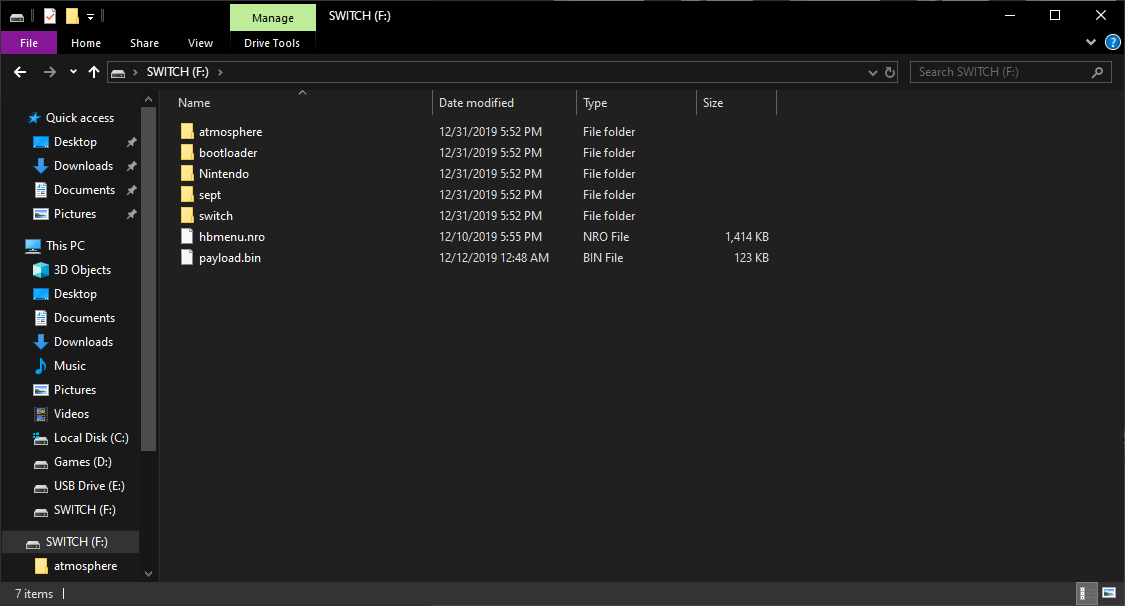 Manage
SWITCH (F:)
File Home Share View Drive Tools
SWITCH (F:)
Search SWITCH (F:)
Name Date modified Type Size
Quick access
Desktop
Downloads
Documents
Pictures
This PC
3D Objects
Desktop
Documents
Downloads
Music
Pictures
Videos
Local Disk (C:)
Games (D:)
USB Drive (E:)
SWITCH (F:)
SWITCH (F:)
atmosphere
atmosphere 12/31/2019 5:52 PM File folder
bootloader 12/31/2019 5:52 PM File folder
Nintendo 12/31/2019 5:52 PM File folder
sept 12/31/2019 5:52 PM File folder
switch 12/31/2019 5:52 PM File folder
hbmenu.nro 12/10/2019 5:55 PM NRO File 1,414 KB
payload.bin 12/12/2019 12:48 AM BIN File 123 KB
7 items